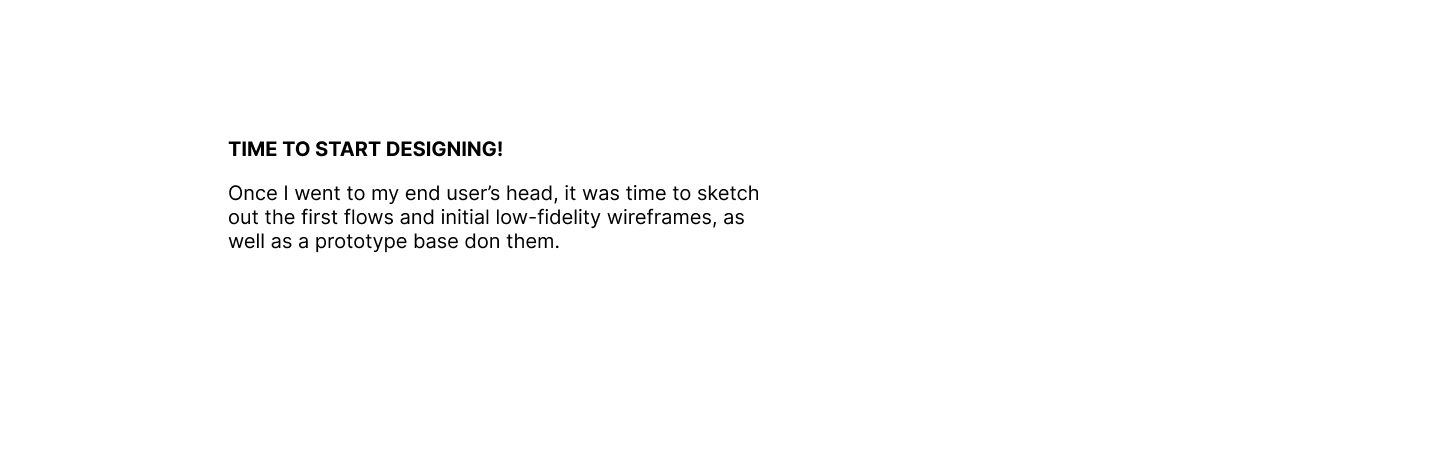 TIME TO START DESIGNING!
Once I went to my end user’s head, it was time to sketch
out the first flows and initial low-fidelity wireframes, as
well as a prototype base don them.